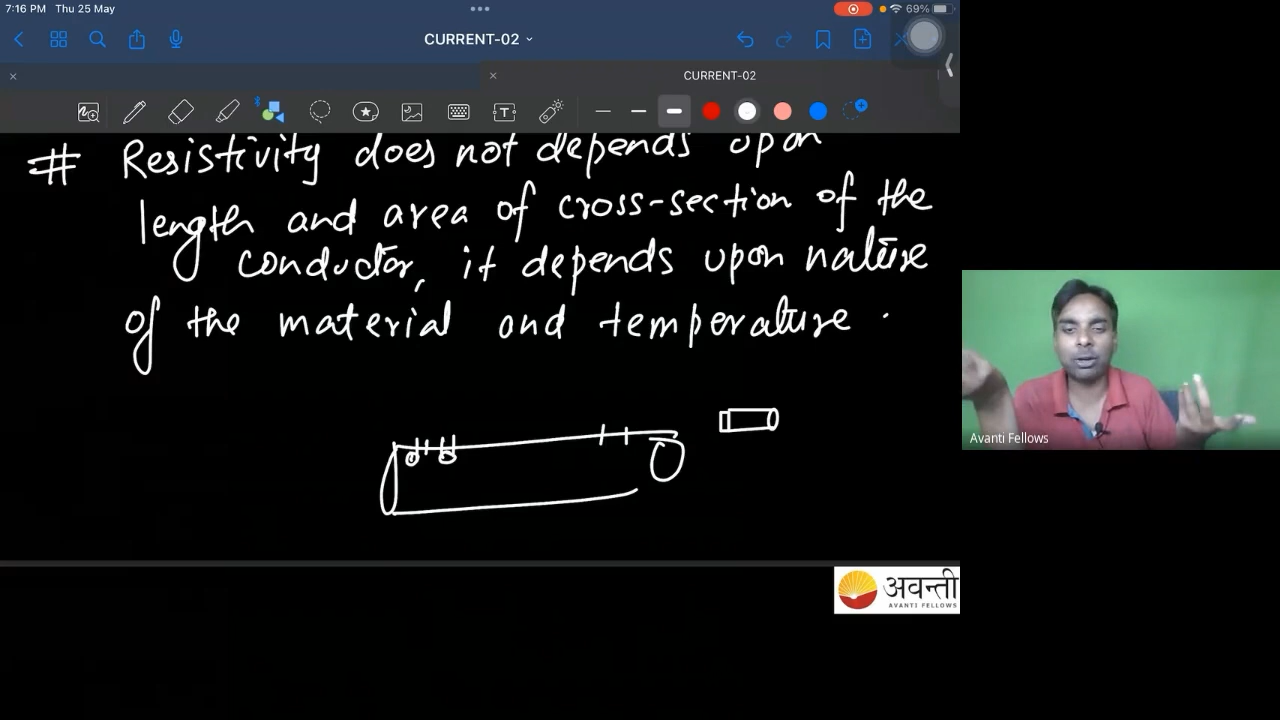 7:16 PM Thu 25 May
69%
CURRENT-02
CURRENT-02
# Resistivity does not depends upon
length and area of cross-section of the
conductor, it depends upon nature
of the material and temperature.
Avanti Fellows
अवन्ती
AVANTI FELLOWS